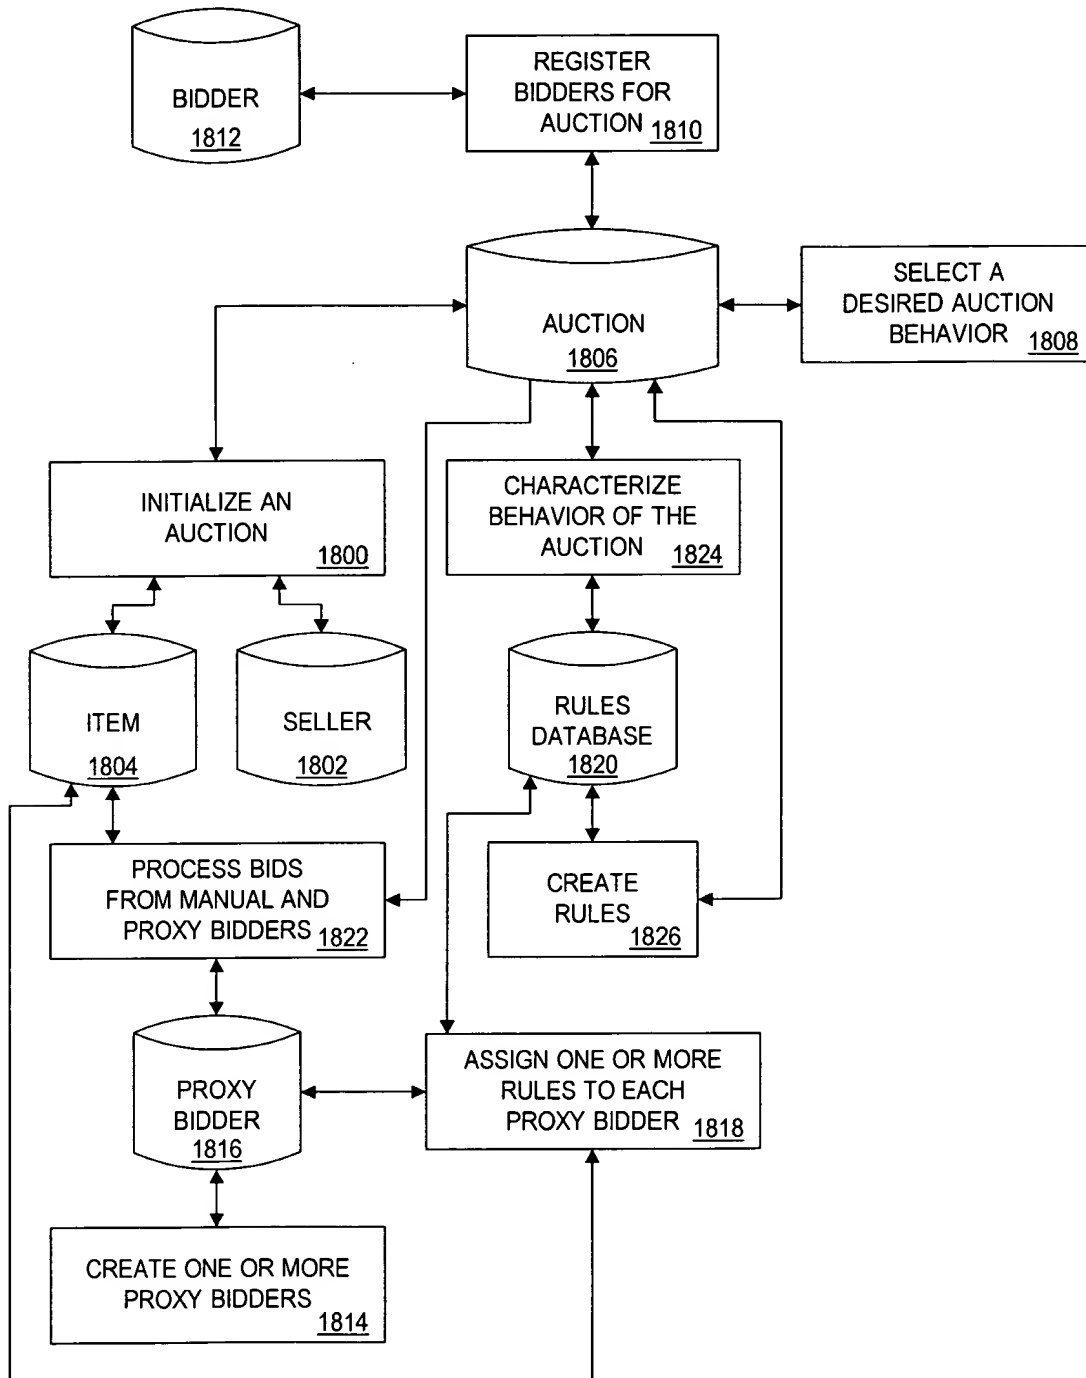 BIDDER
1812
REGISTER
BIDDERS FOR
AUCTION 1810
AUCTION
1806
SELECT A
DESIRED AUCTION
BEHAVIOR 1808
INITIALIZE AN
AUCTION
1800
CHARACTERIZE
BEHAVIOR OF THE
AUCTION 1824
ITEM
1804
SELLER
1802
RULES
DATABASE
1820
PROCESS BIDS
FROM MANUAL AND
PROXY BIDDERS 1822
CREATE
RULES
1826
PROXY
BIDDER
1816
ASSIGN ONE OR MORE
RULES TO EACH
PROXY BIDDER 1818
CREATE ONE OR MORE
PROXY BIDDERS
1814